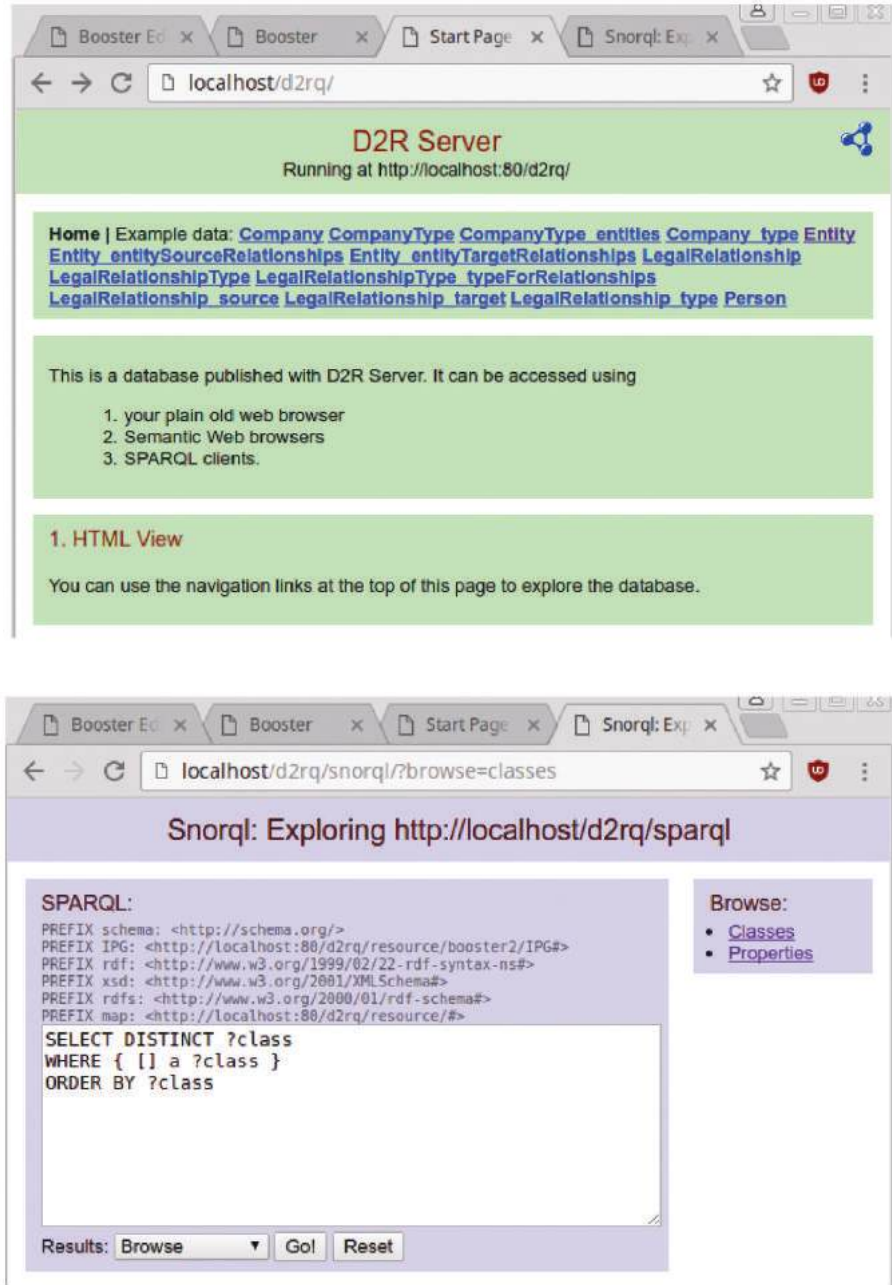 Booster Ed Booster Start Page Snorql: Exp
localhost/d2rq/
D2R Server
Running at http://localhost:80/d2rq/
Home | Example data: Company CompanyType CompanyType_entities Company_type Entity
Entity_entitySourceRelationships Entity_entityTargetRelationships LegalRelationship
LegalRelationshipType LegalRelationshipType_typeForRelationships
LegalRelationship_source LegalRelationship_target LegalRelationship_type Person
This is a database published with D2R Server. It can be accessed using
1. your plain old web browser
2. Semantic Web browsers
3. SPARQL clients.
1. HTML View
You can use the navigation links at the top of this page to explore the database.
Booster Ed Booster Start Page Snorql: Exp
localhost/d2rq/snorql/?browse=classes
Snorql: Exploring http://localhost/d2rq/sparql
SPARQL:
PREFIX schema: <http://schema.org/>
PREFIX IPG: <http://localhost:80/d2rq/resource/booster2/IPG#>
PREFIX rdf: <http://www.w3.org/1999/02/22-rdf-syntax-ns#>
PREFIX xsd: <http://www.w3.org/2001/XMLSchema#>
PREFIX rdfs: <http://www.w3.org/2000/01/rdf-schema#>
PREFIX map: <http://localhost:80/d2rq/resource/#>
SELECT DISTINCT ?class
WHERE { [] a ?class }
ORDER BY ?class
Results: Browse Go! Reset
Browse:
• Classes
• Properties